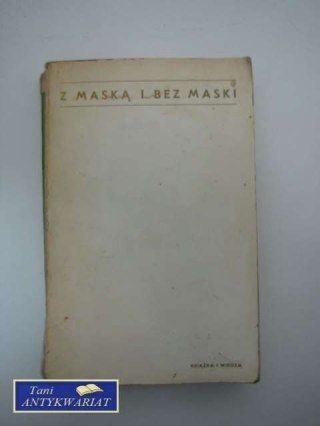 Z MASKĄ I BEZ MASKI
KSIĄŻKA I WIEDZA
Tani
ANTYKWARIAT